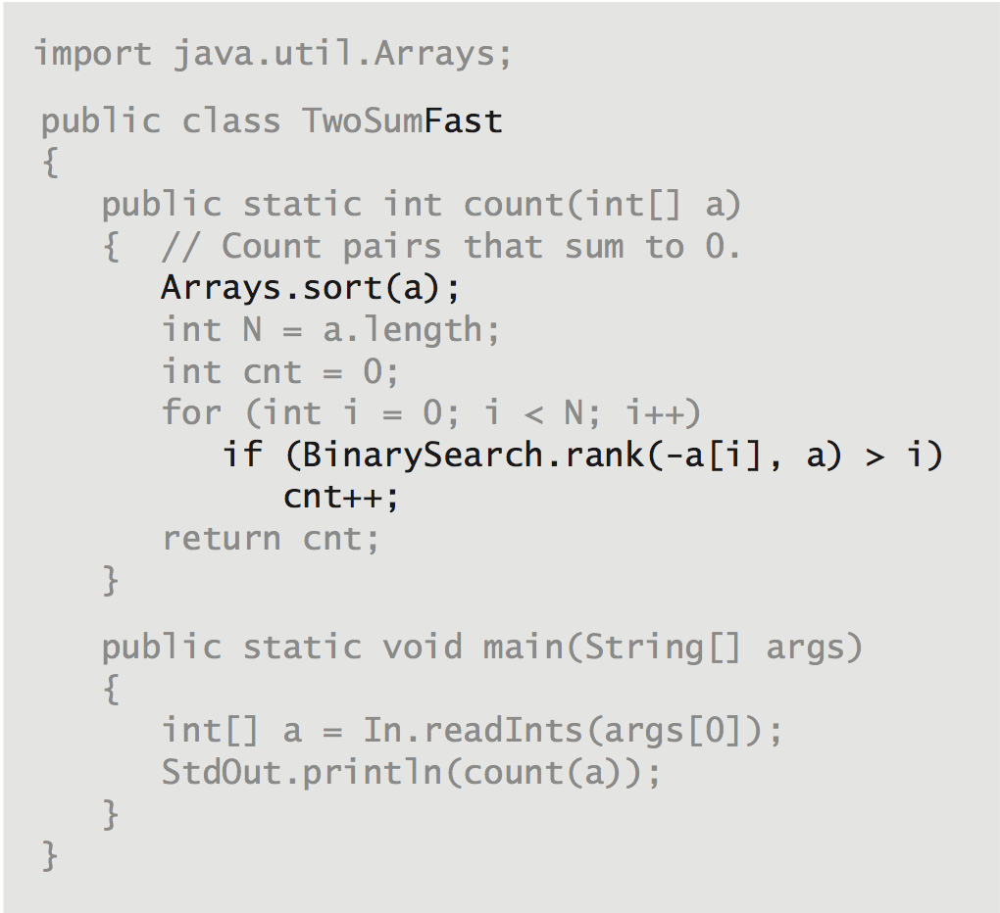 import java.util.Arrays;
public class TwoSumFast
{
   public static int count(int[] a)
   {  // Count pairs that sum to 0.
      Arrays.sort(a);
      int N = a.length;
      int cnt = 0;
      for (int i = 0; i < N; i++)
         if (BinarySearch.rank(-a[i], a) > i)
            cnt++;
      return cnt;
   }
   public static void main(String[] args)
   {
      int[] a = In.readInts(args[0]);
      StdOut.println(count(a));
   }
}